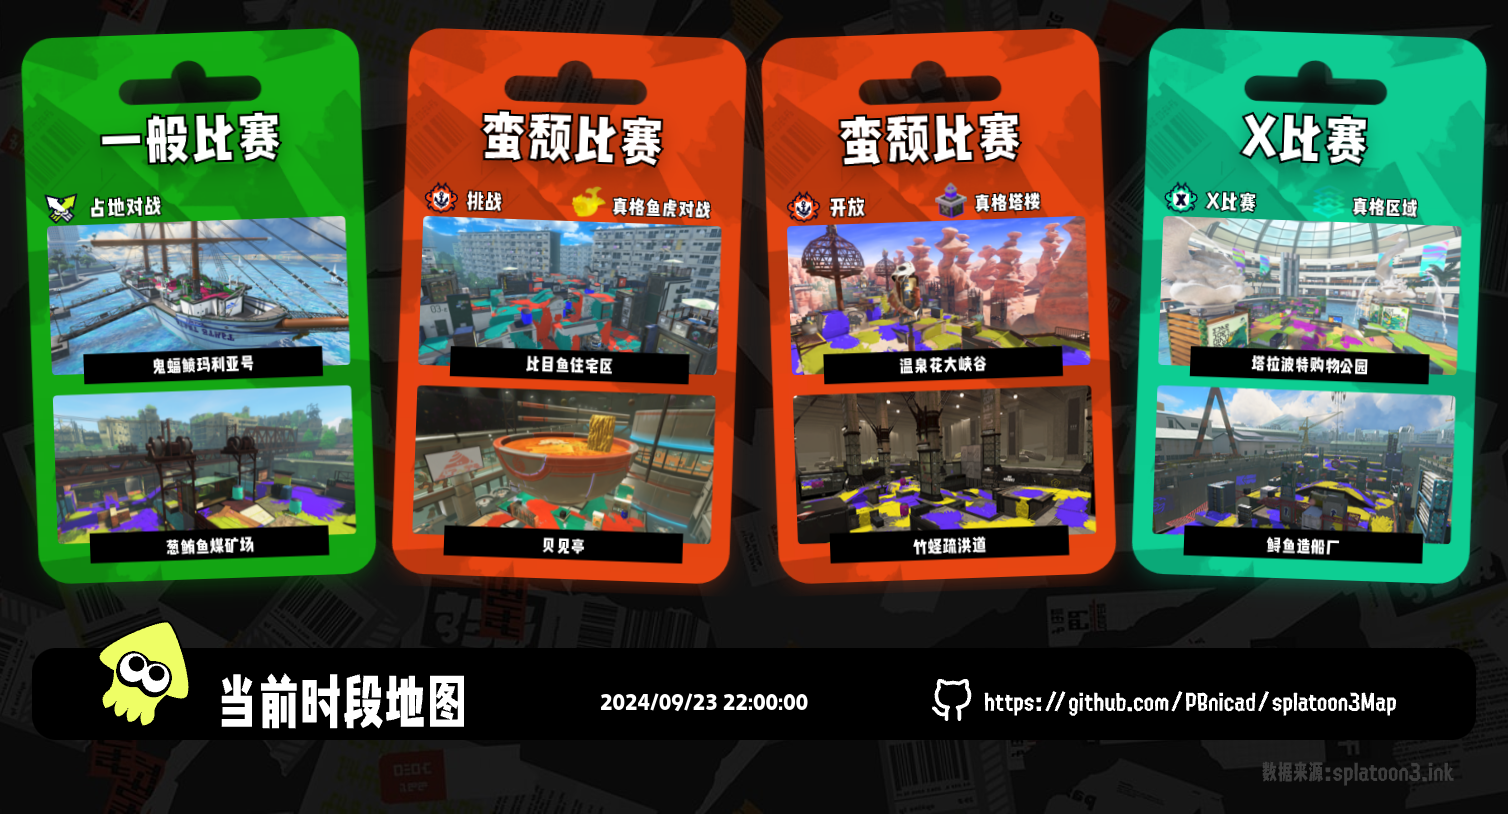 一般比赛
占地对战
鬼蝠鲼玛利亚号
葱鲔鱼煤矿场
蛮颓比赛
挑战
真格鱼虎对战
比目鱼住宅区
贝见亭
蛮颓比赛
开放
真格塔楼
温泉花大峡谷
竹蛏疏洪道
X比赛
X比赛
真格区域
塔拉波特购物公园
鲟鱼造船厂
当前时段地图
2024/09/23 22:00:00
https://github.com/PBnicad/splatoon3Map
数据来源:splatoon3.ink